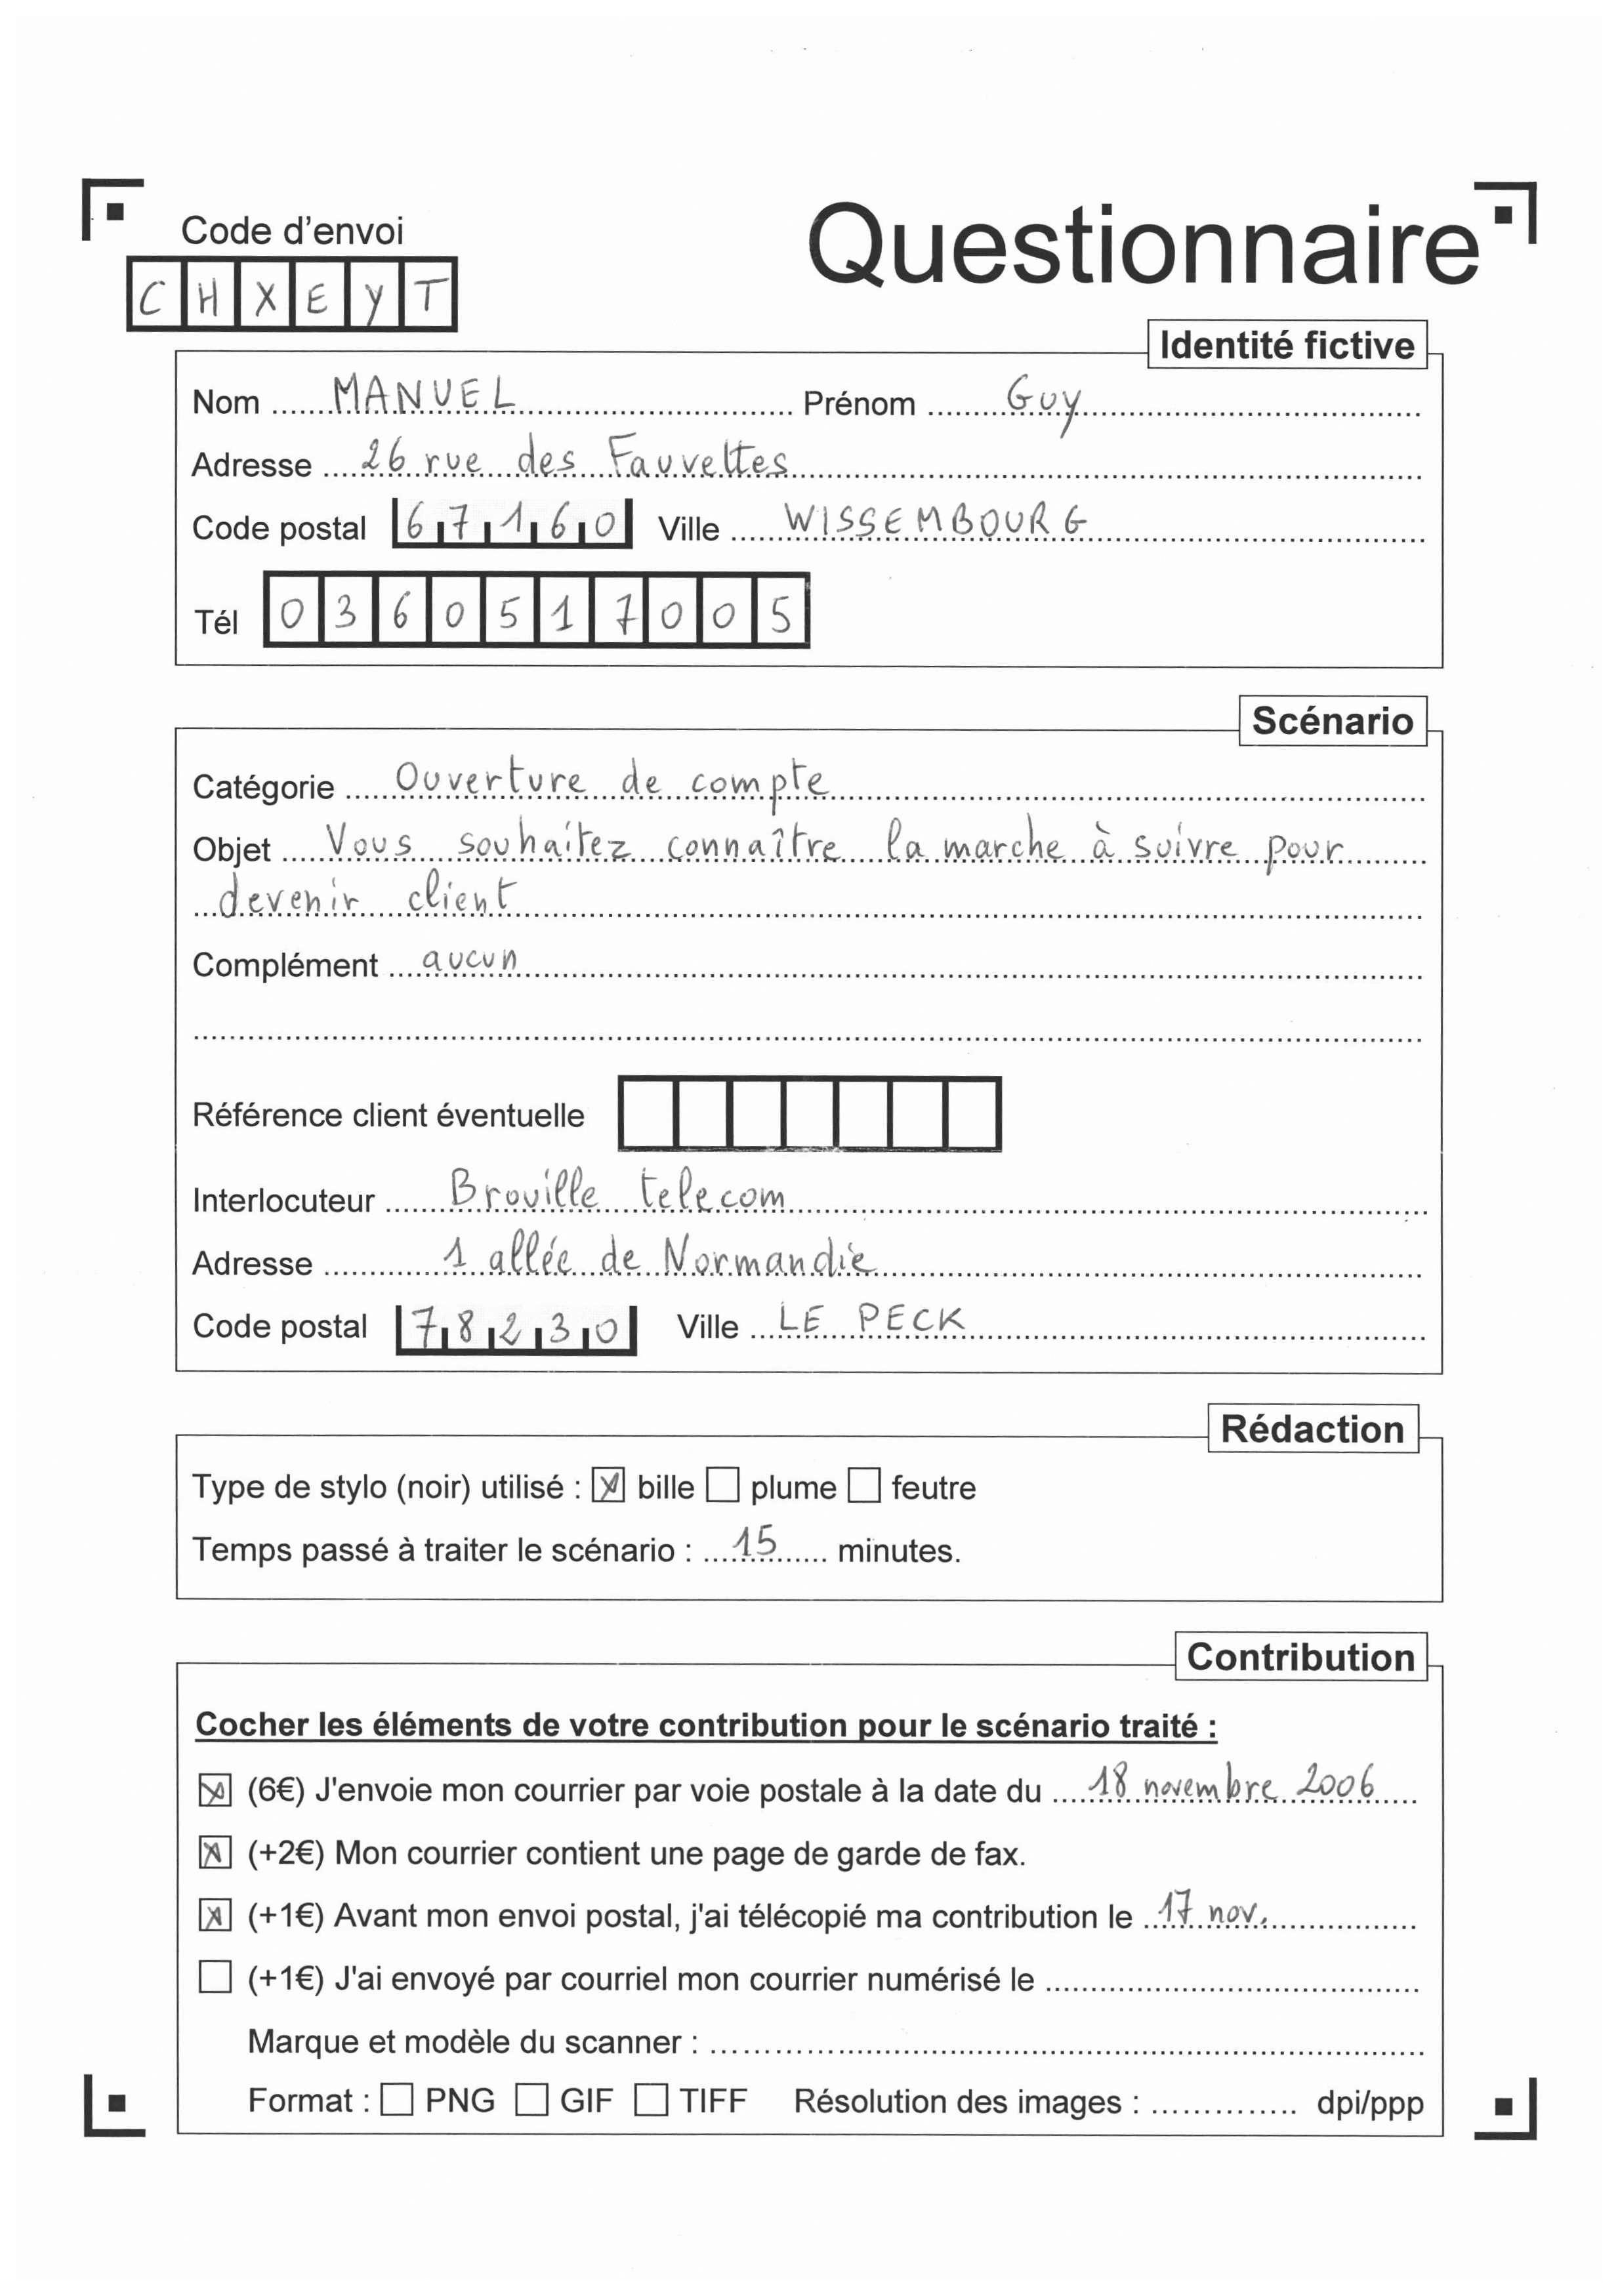 Code d'envoi
Questionnaire
C H X E Y T
Identité fictive
Nom MANUEL Prénom Guy
Adresse 26 rue des Fauvettes
Code postal 67160 Ville WISSEMBOURG
Tél 0360517005
Scénario
Catégorie Ouverture de compte
Objet Vous souhaitez connaître la marche à suivre pour
devenir client
Complément aucun
Référence client éventuelle
Interlocuteur Brouille telecom
Adresse 1 allée de Normandie
Code postal 78230 Ville LE PECK
Rédaction
Type de stylo (noir) utilisé : ☒ bille ☐ plume ☐ feutre
Temps passé à traiter le scénario : 15 minutes.
Contribution
Cocher les éléments de votre contribution pour le scénario traité :
☒ (6€) J'envoie mon courrier par voie postale à la date du 18 novembre 2006
☒ (+2€) Mon courrier contient une page de garde de fax.
☒ (+1€) Avant mon envoi postal, j'ai télécopié ma contribution le 17 nov.
☐ (+1€) J'ai envoyé par courriel mon courrier numérisé le
Marque et modèle du scanner :
Format : ☐ PNG ☐ GIF ☐ TIFF Résolution des images : dpi/ppp